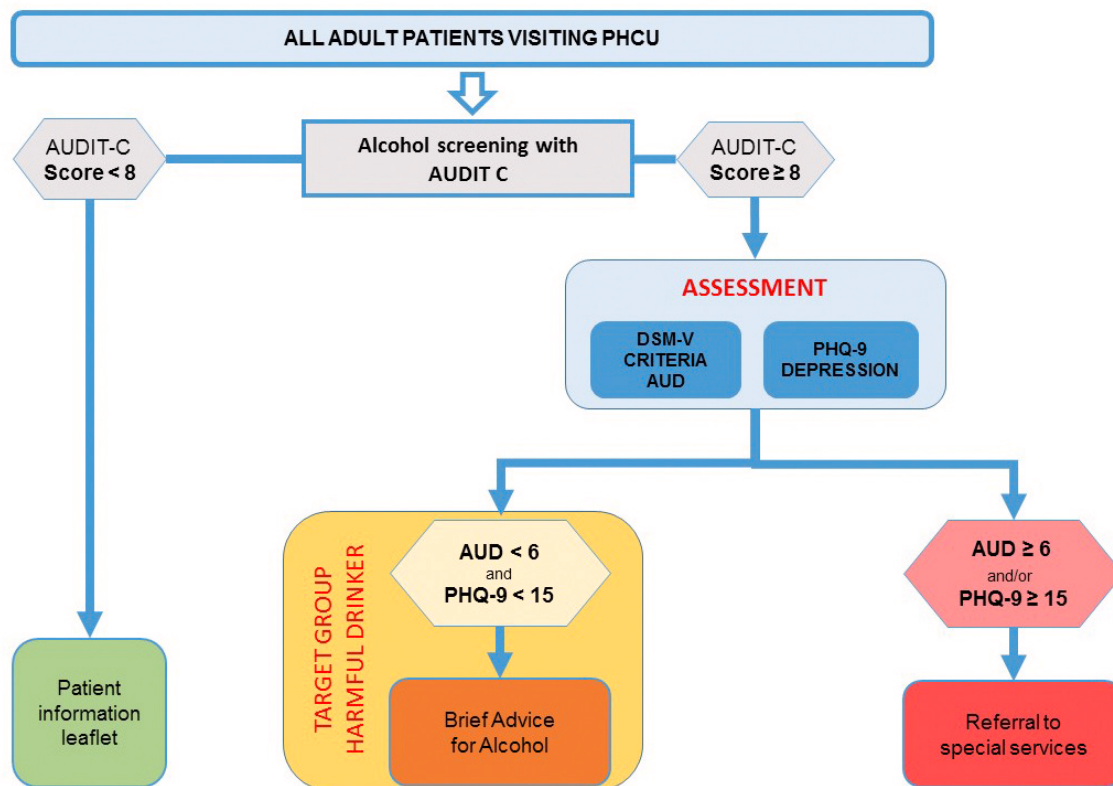 ALL ADULT PATIENTS VISITING PHCU
AUDIT-C
Score < 8
Alcohol screening with
AUDIT C
AUDIT-C
Score ≥ 8
ASSESSMENT
DSM-V
CRITERIA
AUD
PHQ-9
DEPRESSION
TARGET GROUP
HARMFUL DRINKER
AUD < 6
and
PHQ-9 < 15
AUD ≥ 6
and/or
PHQ-9 ≥ 15
Patient
information
leaflet
Brief Advice
for Alcohol
Referral to
special services